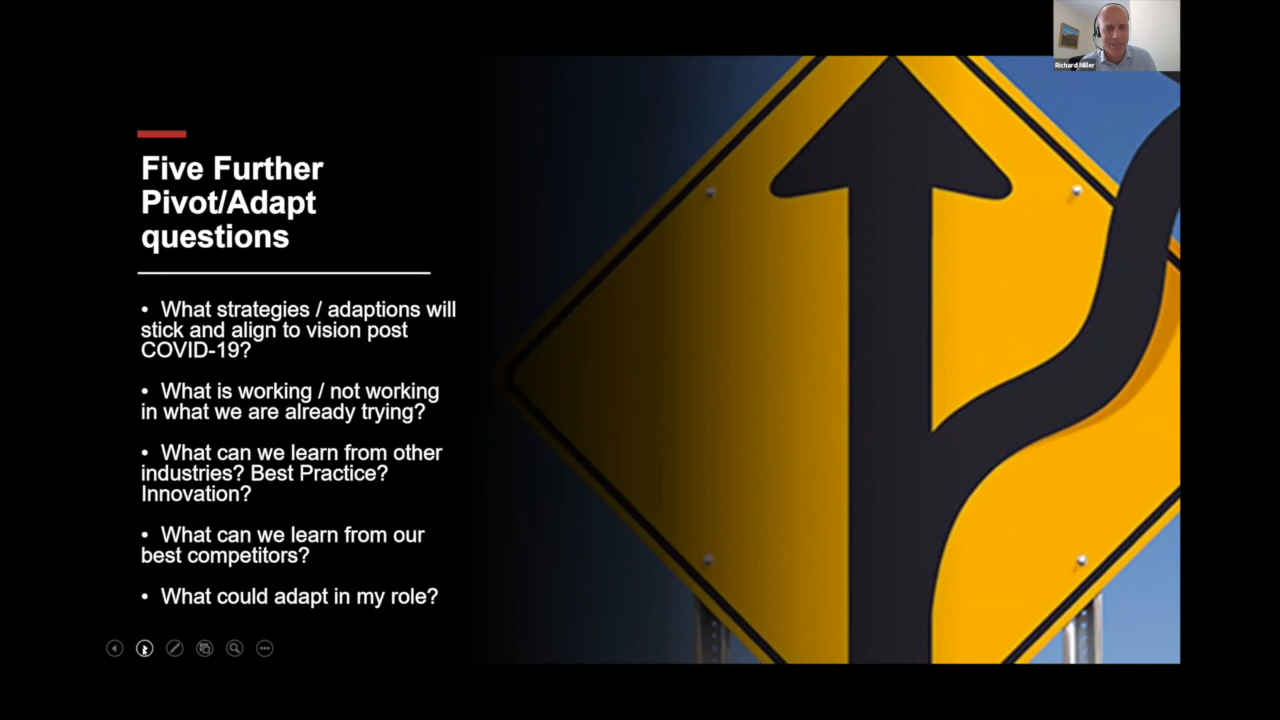 Richard Miller
Five Further
Pivot/Adapt
questions
• What strategies / adaptions will
stick and align to vision post
COVID-19?
• What is working / not working
in what we are already trying?
• What can we learn from other
industries? Best Practice?
Innovation?
• What can we learn from our
best competitors?
• What could adapt in my role?